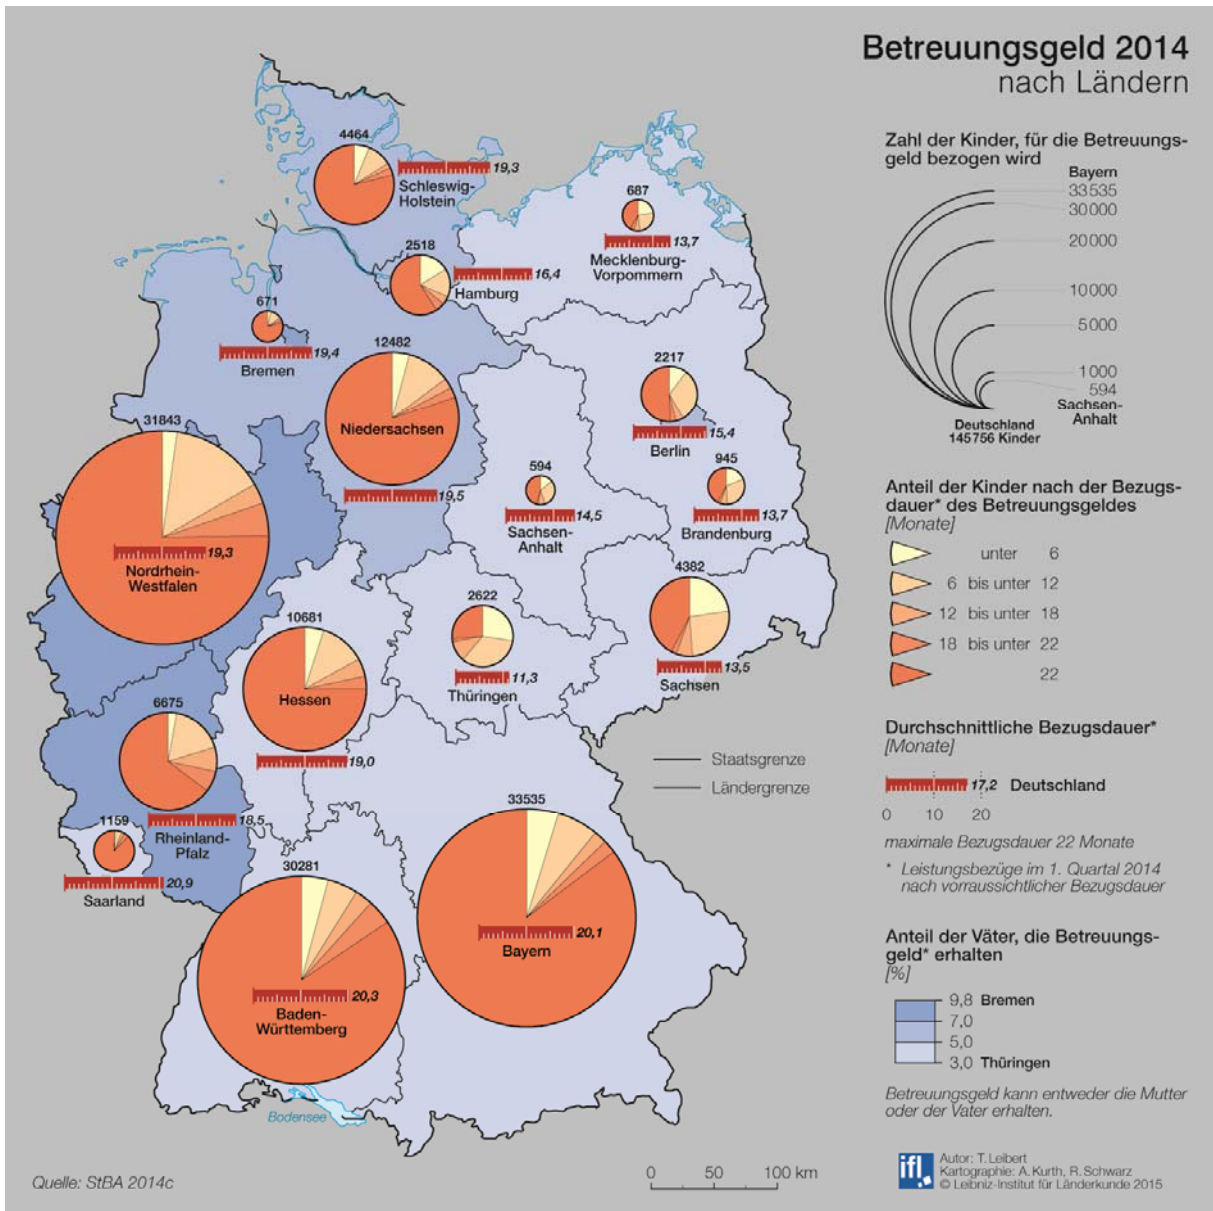 Betreuungsgeld 2014
nach Ländern
Zahl der Kinder, für die Betreuungs-
geld bezogen wird
Bayern
33535
30000
20000
10000
5000
1000
594
Sachsen-
Anhalt
Deutschland
145756 Kinder
Anteil der Kinder nach der Bezugs-
dauer* des Betreuungsgeldes
[Monate]
unter 6
6 bis unter 12
12 bis unter 18
18 bis unter 22
22
Durchschnittliche Bezugsdauer*
[Monate]
17,2 Deutschland
0 10 20
maximale Bezugsdauer 22 Monate
* Leistungsbezüge im 1. Quartal 2014
nach vorraussichtlicher Bezugsdauer
Anteil der Väter, die Betreuungs-
geld* erhalten
[%]
9,8 Bremen
7,0
5,0
3,0 Thüringen
Betreuungsgeld kann entweder die Mutter
oder der Vater erhalten.
ifl
Autor: T. Leibert
Kartographie: A. Kurth, R. Schwarz
© Leibniz-Institut für Länderkunde 2015
4464
19,3
Schleswig-
Holstein
687
13,7
Mecklenburg-
Vorpommern
2518
16,4
Hamburg
671
19,4
Bremen
12482
Niedersachsen
19,5
2217
15,4
Berlin
945
13,7
Brandenburg
594
14,5
Sachsen-
Anhalt
31843
19,3
Nordrhein-
Westfalen
4382
13,5
Sachsen
2622
11,3
Thüringen
10681
Hessen
19,0
6675
18,5
Rheinland-
Pfalz
1159
20,9
Saarland
33535
20,1
Bayern
30281
20,3
Baden-
Württemberg
Staatsgrenze
Ländergrenze
Bodensee
0 50 100 km
Quelle: StBA 2014c